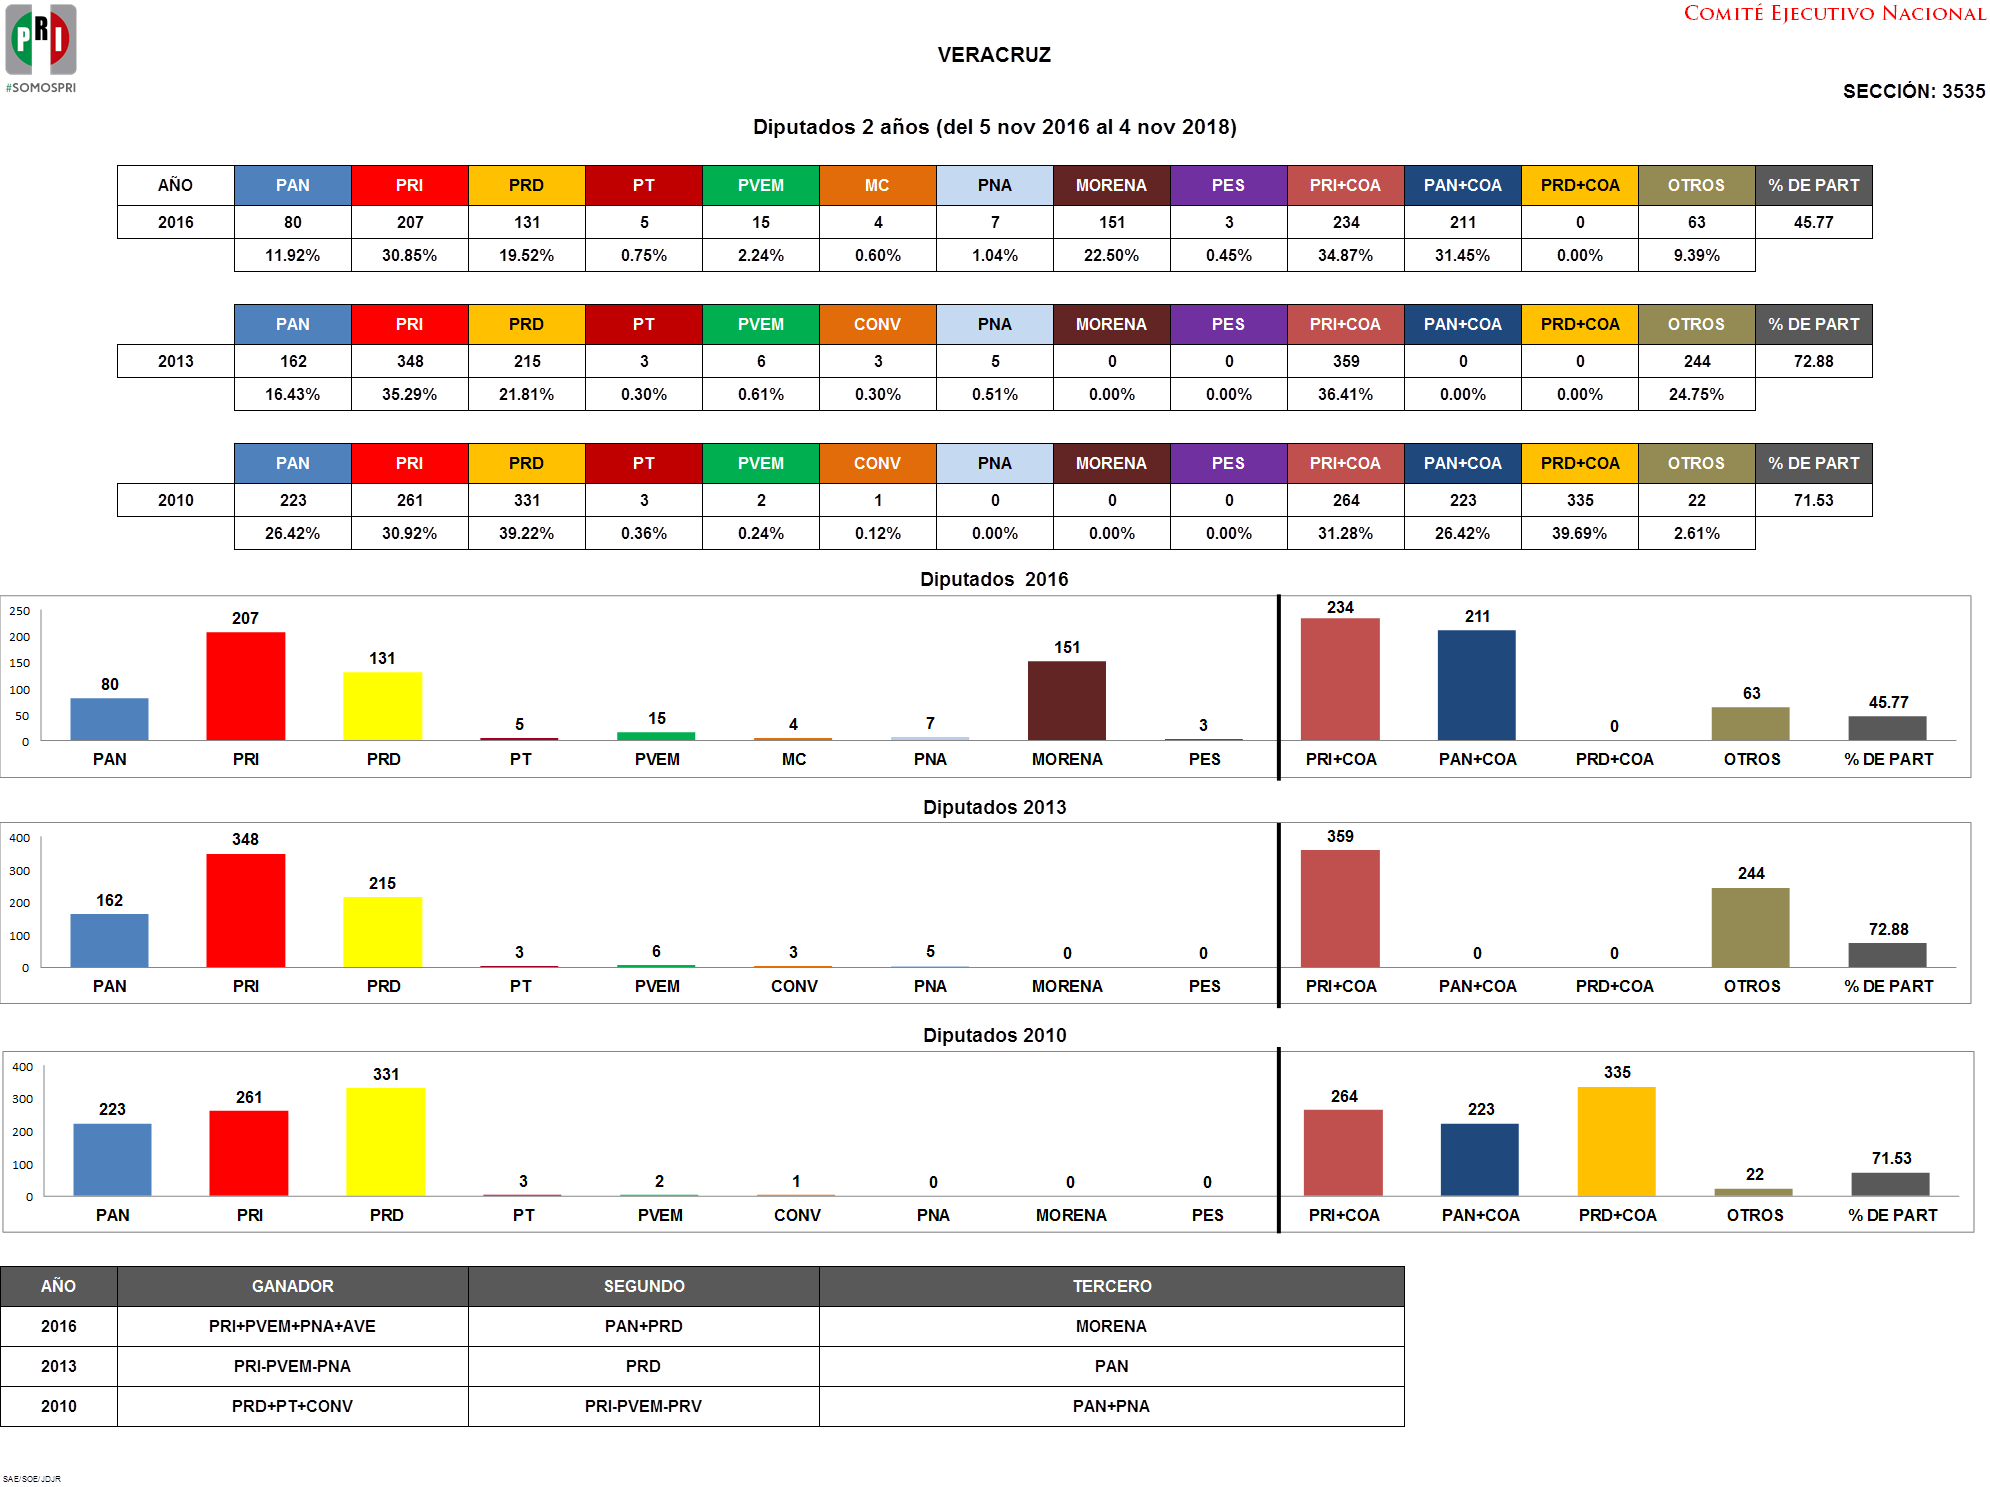 COMITÉ EJECUTIVO NACIONAL
PRI
#SOMOSPRI
VERACRUZ
SECCIÓN: 3535
Diputados 2 años (del 5 nov 2016 al 4 nov 2018)
AÑO PAN PRI PRD PT PVEM MC PNA MORENA PES PRI+COA PAN+COA PRD+COA OTROS % DE PART
2016 80 207 131 5 15 4 7 151 3 234 211 0 63 45.77
11.92% 30.85% 19.52% 0.75% 2.24% 0.60% 1.04% 22.50% 0.45% 34.87% 31.45% 0.00% 9.39%
PAN PRI PRD PT PVEM CONV PNA MORENA PES PRI+COA PAN+COA PRD+COA OTROS % DE PART
2013 162 348 215 3 6 3 5 0 0 359 0 0 244 72.88
16.43% 35.29% 21.81% 0.30% 0.61% 0.30% 0.51% 0.00% 0.00% 36.41% 0.00% 0.00% 24.75%
PAN PRI PRD PT PVEM CONV PNA MORENA PES PRI+COA PAN+COA PRD+COA OTROS % DE PART
2010 223 261 331 3 2 1 0 0 0 264 223 335 22 71.53
26.42% 30.92% 39.22% 0.36% 0.24% 0.12% 0.00% 0.00% 0.00% 31.28% 26.42% 39.69% 2.61%
Diputados 2016
250
200
150
100
50
0
80 207 131 5 15 4 7 151 3 234 211 0 63 45.77
PAN PRI PRD PT PVEM MC PNA MORENA PES PRI+COA PAN+COA PRD+COA OTROS % DE PART
Diputados 2013
400
300
200
100
0
162 348 215 3 6 3 5 0 0 359 0 0 244 72.88
PAN PRI PRD PT PVEM CONV PNA MORENA PES PRI+COA PAN+COA PRD+COA OTROS % DE PART
Diputados 2010
400
300
200
100
0
223 261 331 3 2 1 0 0 0 264 223 335 22 71.53
PAN PRI PRD PT PVEM CONV PNA MORENA PES PRI+COA PAN+COA PRD+COA OTROS % DE PART
AÑO GANADOR SEGUNDO TERCERO
2016 PRI+PVEM+PNA+AVE PAN+PRD MORENA
2013 PRI-PVEM-PNA PRD PAN
2010 PRD+PT+CONV PRI-PVEM-PRV PAN+PNA
SAE/SOE/JDJR